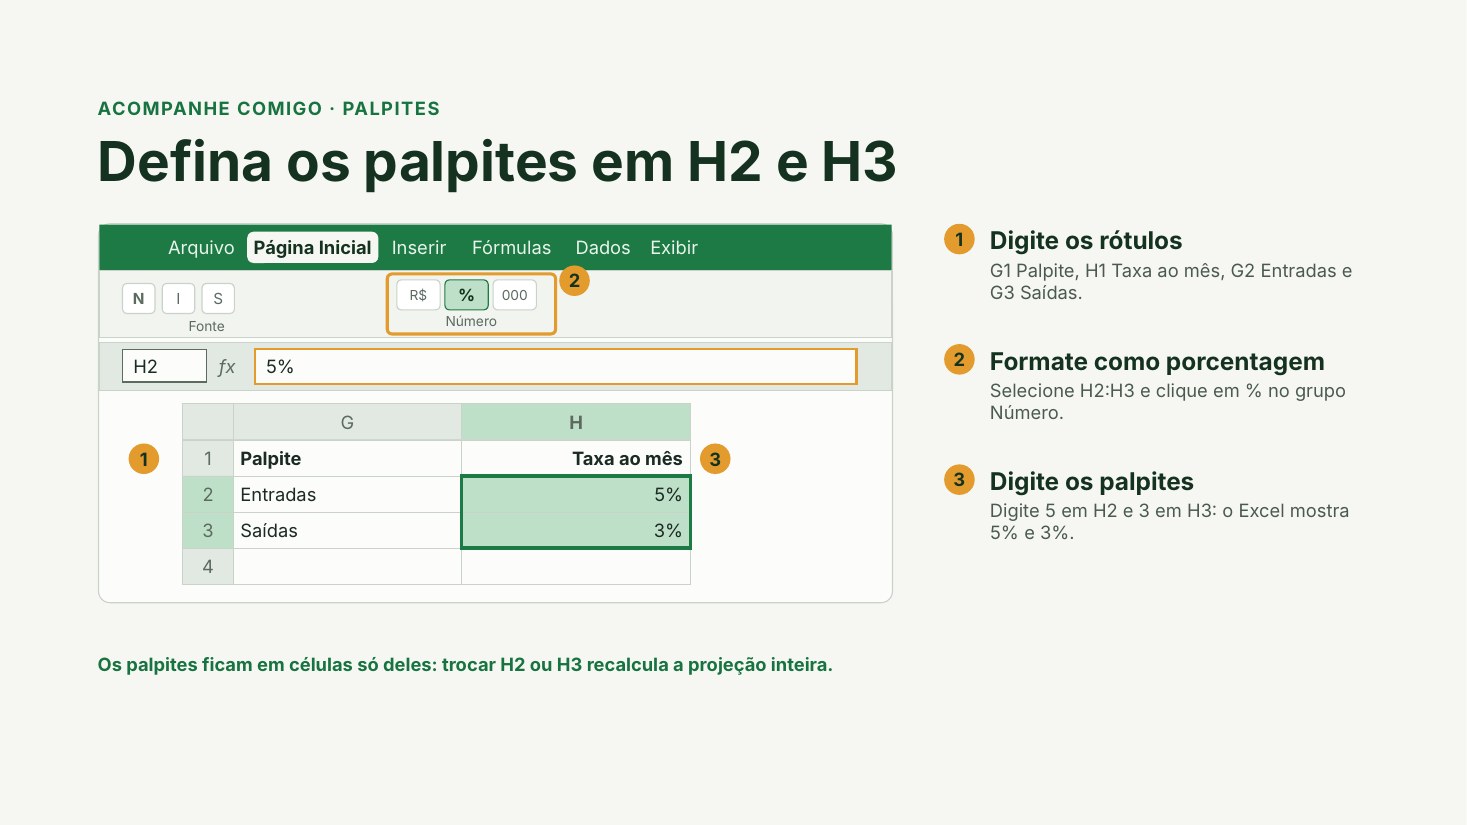 ACOMPANHE COMIGO · PALPITES
Defina os palpites em H2 e H3
Arquivo Página Inicial Inserir Fórmulas Dados Exibir
N I S
Fonte
R$ % 000
Número
2
H2 fx 5%
G H
1 1 Palpite Taxa ao mês 3
2 Entradas 5%
3 Saídas 3%
4
1 Digite os rótulos
G1 Palpite, H1 Taxa ao mês, G2 Entradas e
G3 Saídas.
2 Formate como porcentagem
Selecione H2:H3 e clique em % no grupo
Número.
3 Digite os palpites
Digite 5 em H2 e 3 em H3: o Excel mostra
5% e 3%.
Os palpites ficam em células só deles: trocar H2 ou H3 recalcula a projeção inteira.